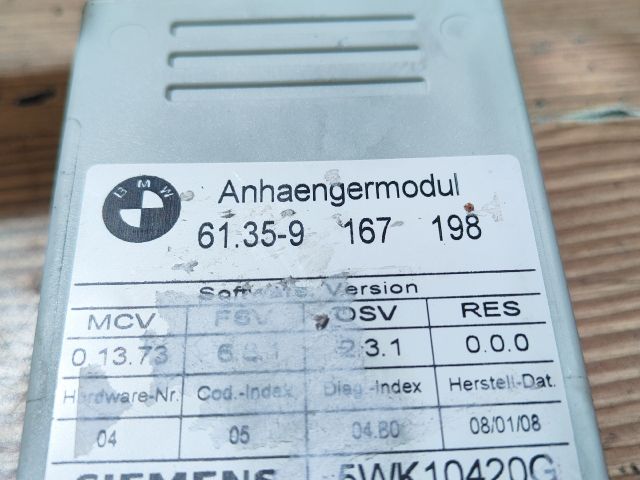 BMW
Anhaengermodul
61.35-9 167 198
Software Version
MCV FSV OSV RES
0.13.73 2.3.1 0.0.0
Hardware-Nr. Cod.-Index Diag.-Index Herstell-Dat.
04 05 04.B0 08/01/08
SIEMENS 5WK10420G